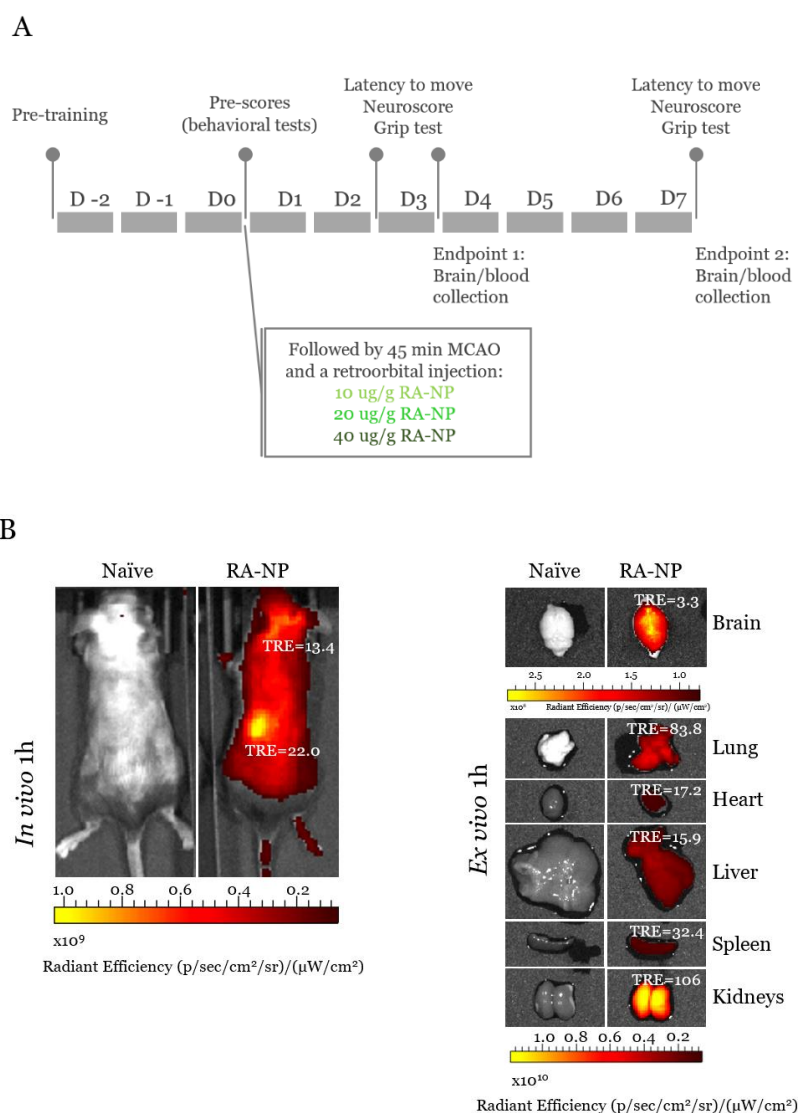 A
Pre-training
Pre-scores
(behavioral tests)
Latency to move
Neuroscore
Grip test
Latency to move
Neuroscore
Grip test
D -2
D -1
D0
D1
D2
D3
D4
D5
D6
D7
Endpoint 1:
Brain/blood
collection
Endpoint 2:
Brain/blood
collection
Followed by 45 min MCAO
and a retroorbital injection:
10 ug/g RA-NP
20 ug/g RA-NP
40 ug/g RA-NP
B
Naïve
RA-NP
TRE=13.4
TRE=22.0
In vivo 1h
1.0 0.8 0.6 0.4 0.2
x10⁹
Radiant Efficiency (p/sec/cm²/sr)/(µW/cm²)
Naïve
RA-NP
Ex vivo 1h
TRE=3.3
Brain
2.5 2.0 1.5 1.0
Radiant Efficiency (p/sec/cm²/sr)/ (µW/cm²)
TRE=83.8
Lung
TRE=17.2
Heart
TRE=15.9
Liver
TRE=32.4
Spleen
TRE=106
Kidneys
1.0 0.8 0.6 0.4 0.2
x10¹⁰
Radiant Efficiency (p/sec/cm²/sr)/(µW/cm²)